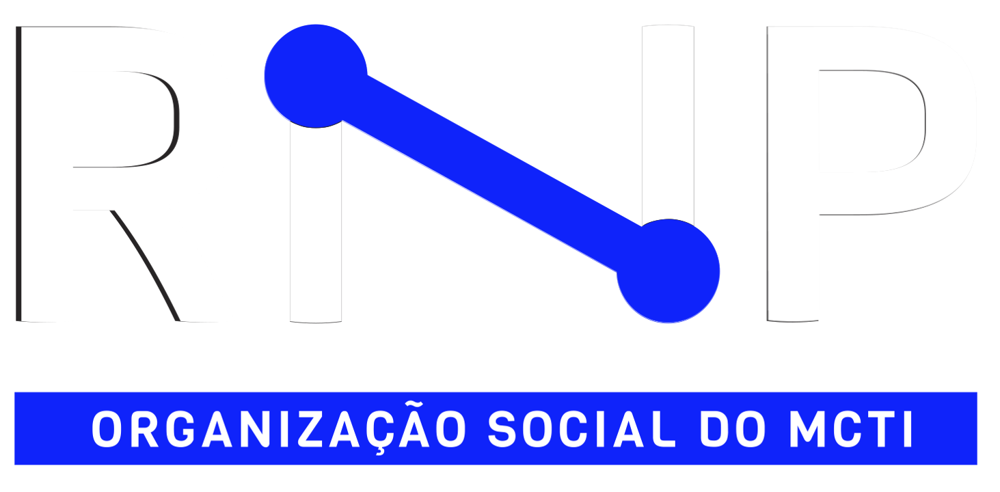 RNP
ORGANIZAÇÃO SOCIAL DO MCTI